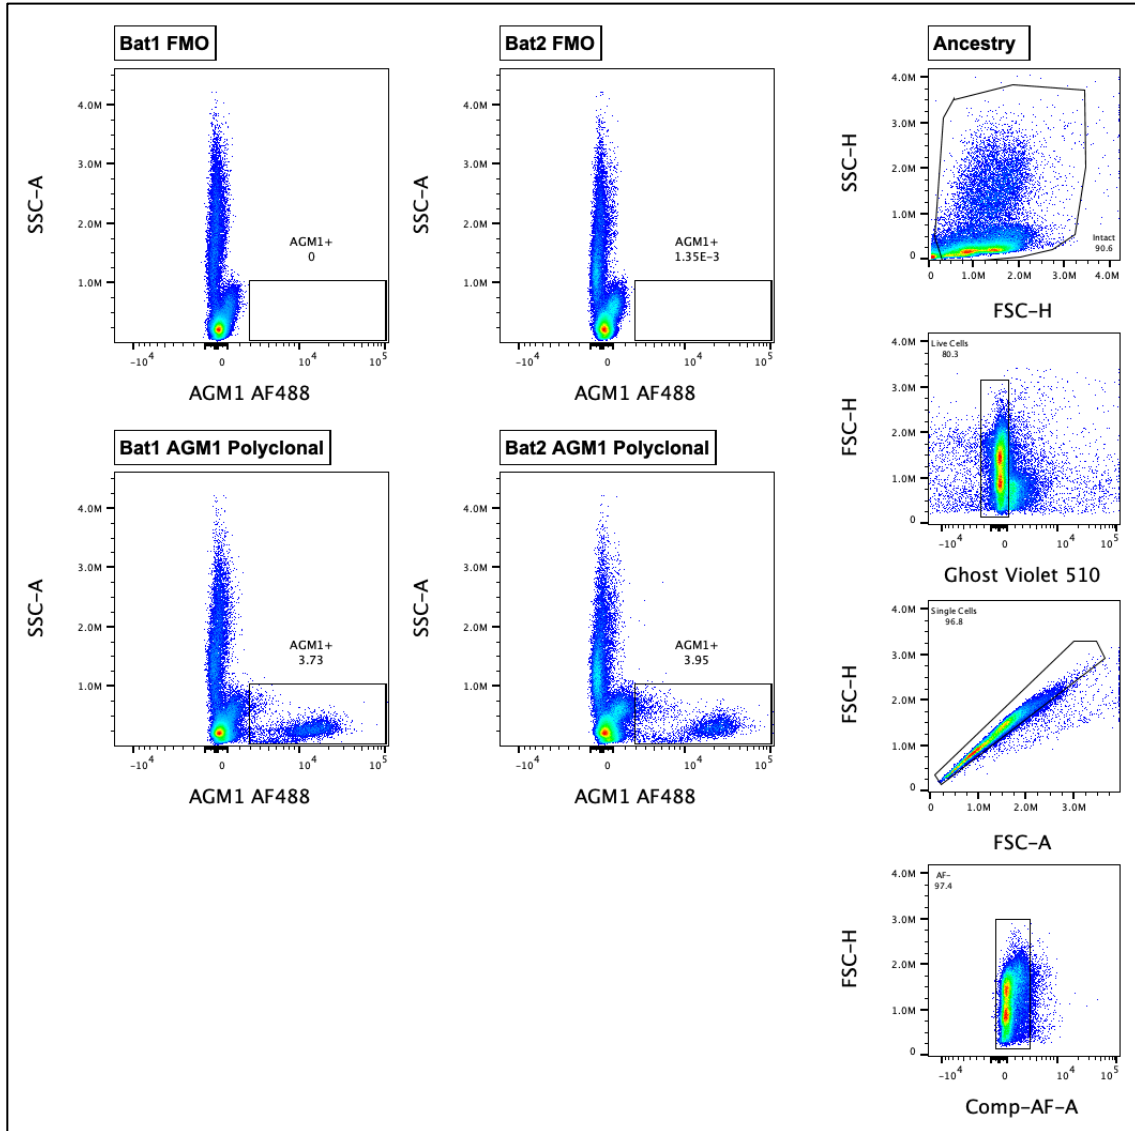 Bat1 FMO
SSC-A
4.0M
3.0M
2.0M
1.0M
AGM1+
0
-10^4
0
10^4
10^5
AGM1 AF488
Bat2 FMO
SSC-A
4.0M
3.0M
2.0M
1.0M
AGM1+
1.35E-3
-10^4
0
10^4
10^5
AGM1 AF488
Bat1 AGM1 Polyclonal
SSC-A
4.0M
3.0M
2.0M
1.0M
AGM1+
3.73
-10^4
0
10^4
10^5
AGM1 AF488
Bat2 AGM1 Polyclonal
SSC-A
4.0M
3.0M
2.0M
1.0M
AGM1+
3.95
-10^4
0
10^4
10^5
AGM1 AF488
Ancestry
SSC-H
4.0M
3.0M
2.0M
1.0M
0
Intact
90.6
0
1.0M
2.0M
3.0M
4.0M
FSC-H
FSC-H
4.0M
3.0M
2.0M
1.0M
0
Live Cells
80.3
-10^4
0
10^4
10^5
Ghost Violet 510
FSC-H
4.0M
3.0M
2.0M
1.0M
0
Single Cells
96.8
0
1.0M
2.0M
3.0M
FSC-A
FSC-H
4.0M
3.0M
2.0M
1.0M
0
AF-
97.4
-10^4
0
10^4
10^5
Comp-AF-A